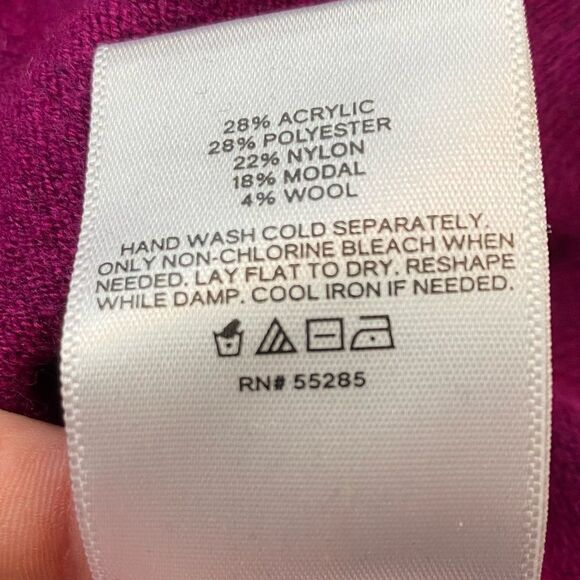 28% ACRYLIC
28% POLYESTER
22% NYLON
18% MODAL
4% WOOL
HAND WASH COLD SEPARATELY.
ONLY NON-CHLORINE BLEACH WHEN
NEEDED. LAY FLAT TO DRY. RESHAPE
WHILE DAMP. COOL IRON IF NEEDED.
RN# 55285